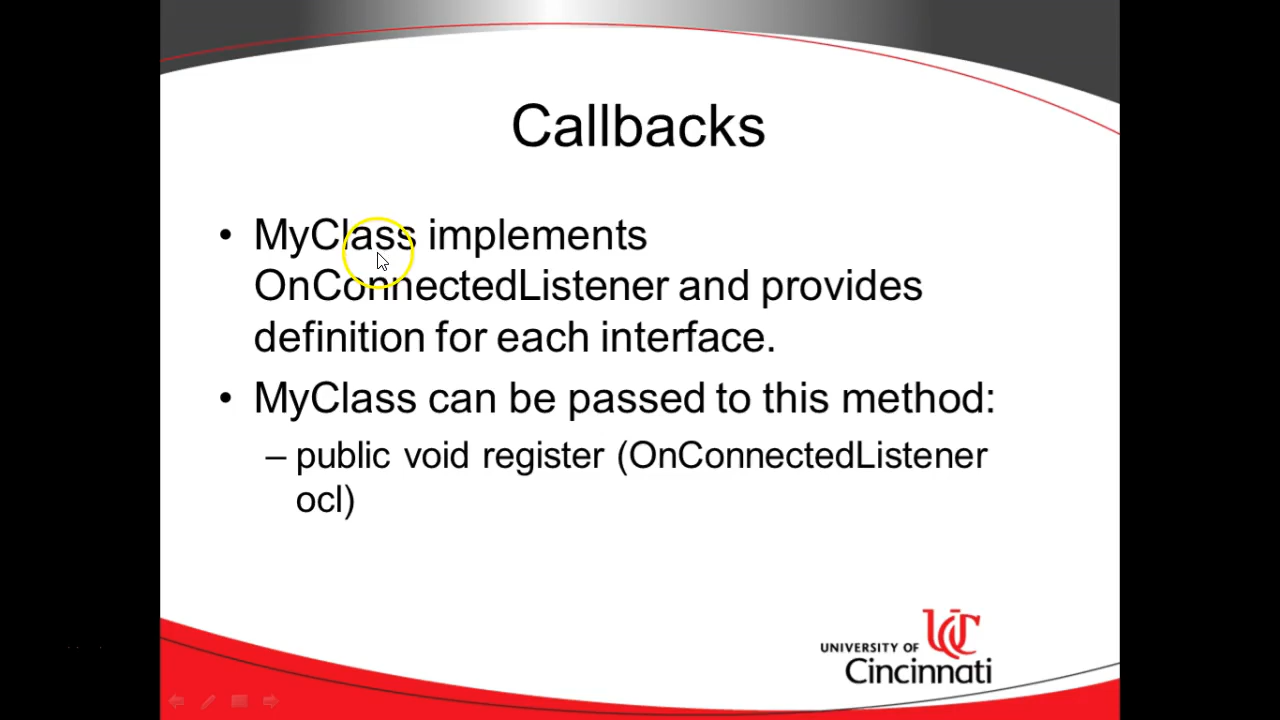 Callbacks
• MyClass implements
OnConnectedListener and provides
definition for each interface.
• MyClass can be passed to this method:
– public void register (OnConnectedListener
ocl)
UC
UNIVERSITY OF
Cincinnati